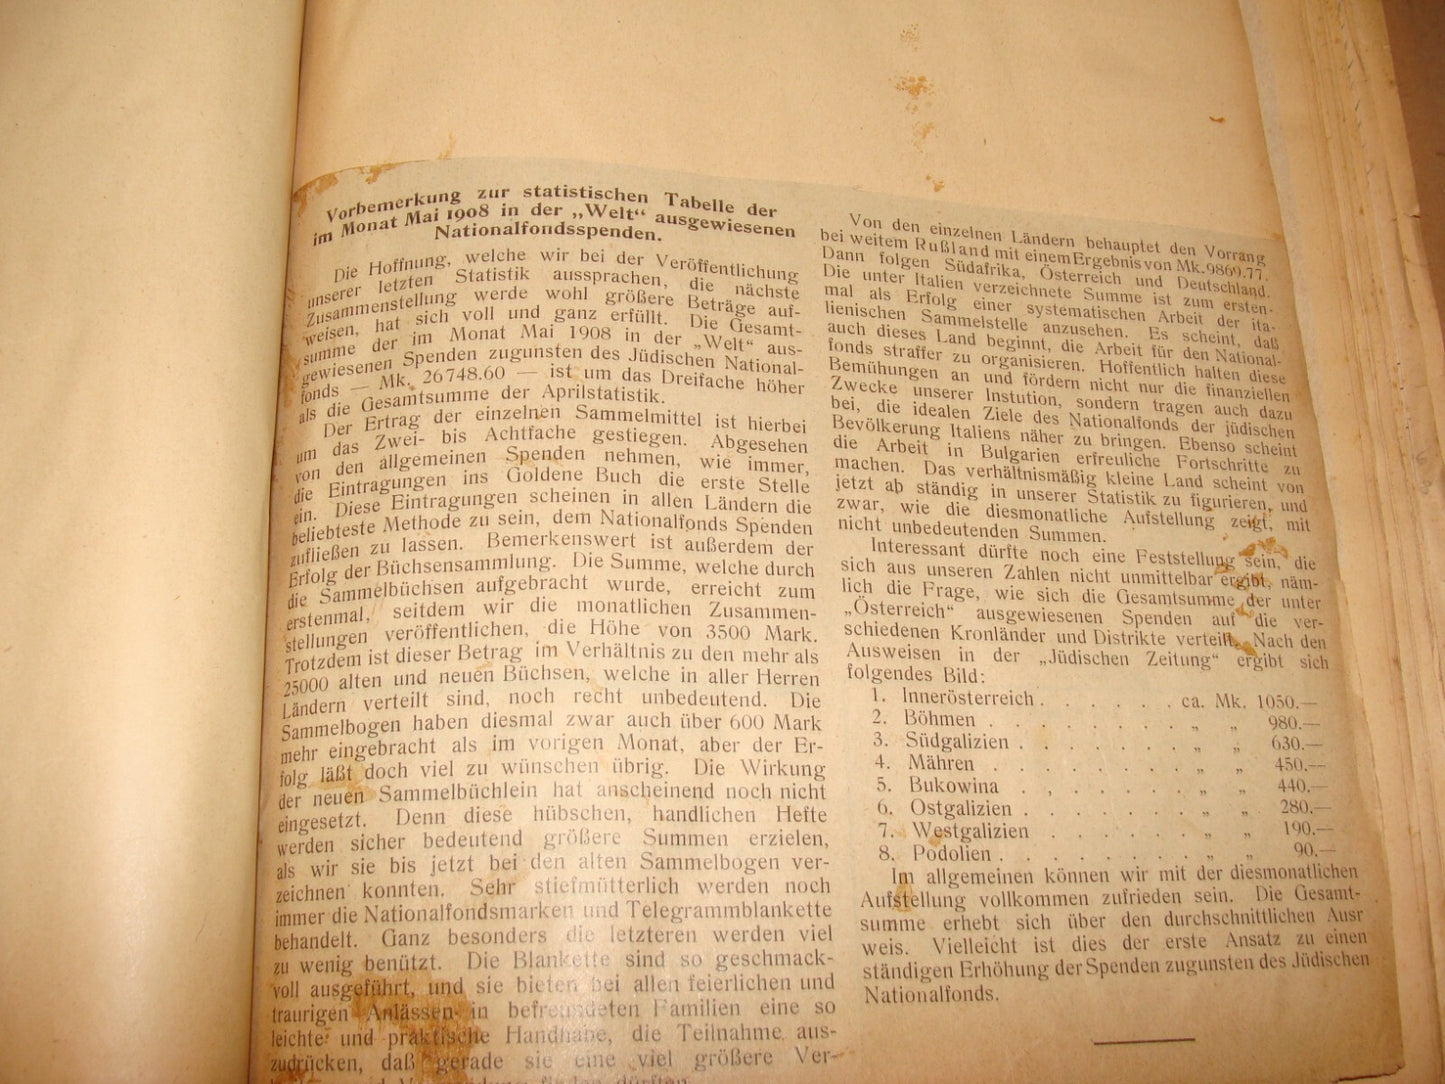 Vorbemerkung zur statistischen Tabelle der
im Monat Mai 1908 in der „Welt“ ausgewiesenen
Nationalfondsspenden.
Die Hoffnung, welche wir bei der Veröffentlichung
unserer letzten Statistik aussprachen, die nächste
Zusammenstellung werde wohl größere Beträge auf-
weisen, hat sich voll und ganz erfüllt. Die Gesamt-
summe der im Monat Mai 1908 in der „Welt“ aus-
gewiesenen Spenden zugunsten des Jüdischen National-
fonds — Mk. 26748.60 — ist um das Dreifache höher
als die Gesamtsumme der Aprilstatistik.
Der Ertrag der einzelnen Sammelmittel ist hierbei
um das Zwei- bis Achtfache gestiegen. Abgesehen
von den allgemeinen Spenden nehmen, wie immer,
die Eintragungen ins Goldene Buch die erste Stelle
ein. Diese Eintragungen scheinen in allen Ländern die
beliebteste Methode zu sein, dem Nationalfonds Spenden
zufließen zu lassen. Bemerkenswert ist außerdem der
Erfolg der Büchsensammlung. Die Summe, welche durch
die Sammelbüchsen aufgebracht wurde, erreicht zum
erstenmal, seitdem wir die monatlichen Zusammen-
stellungen veröffentlichen, die Höhe von 3500 Mark.
Trotzdem ist dieser Betrag im Verhältnis zu den mehr als
25000 alten und neuen Büchsen, welche in aller Herren
Ländern verteilt sind, noch recht unbedeutend. Die
Sammelbogen haben diesmal zwar auch über 600 Mark
mehr eingebracht als im vorigen Monat, aber der Er-
folg läßt doch viel zu wünschen übrig. Die Wirkung
der neuen Sammelbüchlein hat anscheinend noch nicht
eingesetzt. Denn diese hübschen, handlichen Hefte
werden sicher bedeutend größere Summen erzielen,
als wir sie bis jetzt bei den alten Sammelbogen ver-
zeichnen konnten. Sehr stiefmütterlich werden noch
immer die Nationalfondsmarken und Telegrammblankette
behandelt. Ganz besonders die letzteren werden viel
zu wenig benützt. Die Blankette sind so geschmack-
voll ausgeführt, und sie bieten bei allen feierlichen und
traurigen Anlässen in befreundeten Familien eine so
leichte und praktische Handhabe, die Teilnahme aus-
zudrücken, daß gerade sie eine viel größere Ver-
Von den einzelnen Ländern behauptet den Vorrang
bei weitem Rußland mit einem Ergebnis von Mk. 9869.77.
Dann folgen Südafrika, Österreich und Deutschland.
Die unter Italien verzeichnete Summe ist zum ersten-
mal als Erfolg einer systematischen Arbeit der ita-
lienischen Sammelstelle anzusehen. Es scheint, daß
auch dieses Land beginnt, die Arbeit für den National-
fonds straffer zu organisieren. Hoffentlich halten diese
Bemühungen an und fördern nicht nur die finanziellen
Zwecke unserer Instution, sondern tragen auch dazu
bei, die idealen Ziele des Nationalfonds der jüdischen
Bevölkerung Italiens näher zu bringen. Ebenso scheint
die Arbeit in Bulgarien erfreuliche Fortschritte zu
machen. Das verhältnismäßig kleine Land scheint von
jetzt ab ständig in unserer Statistik zu figurieren, und
zwar, wie die diesmonatliche Aufstellung zeigt, mit
nicht unbedeutenden Summen.
Interessant dürfte noch eine Feststellung sein, die
sich aus unseren Zahlen nicht unmittelbar ergibt, näm-
lich die Frage, wie sich die Gesamtsumme der unter
„Österreich“ ausgewiesenen Spenden auf die ver-
schiedenen Kronländer und Distrikte verteilt. Nach den
Ausweisen in der „Jüdischen Zeitung“ ergibt sich
folgendes Bild:
1. Innerösterreich . . . . . . ca. Mk. 1050.—
2. Böhmen . . . . . . . . „ „ 980.—
3. Südgalizien . . . . . . . „ „ 630.—
4. Mähren . . . . . . . . „ „ 450.—
5. Bukowina . . . . . . . „ „ 440.—
6. Ostgalizien . . . . . . . „ „ 280.—
7. Westgalizien . . . . . . „ „ 190.—
8. Podolien . . . . . . . . „ „ 90.—
Im allgemeinen können wir mit der diesmonatlichen
Aufstellung vollkommen zufrieden sein. Die Gesamt-
summe erhebt sich über den durchschnittlichen Ausr
weis. Vielleicht ist dies der erste Ansatz zu einen
ständigen Erhöhung der Spenden zugunsten des Jüdischen
Nationalfonds.